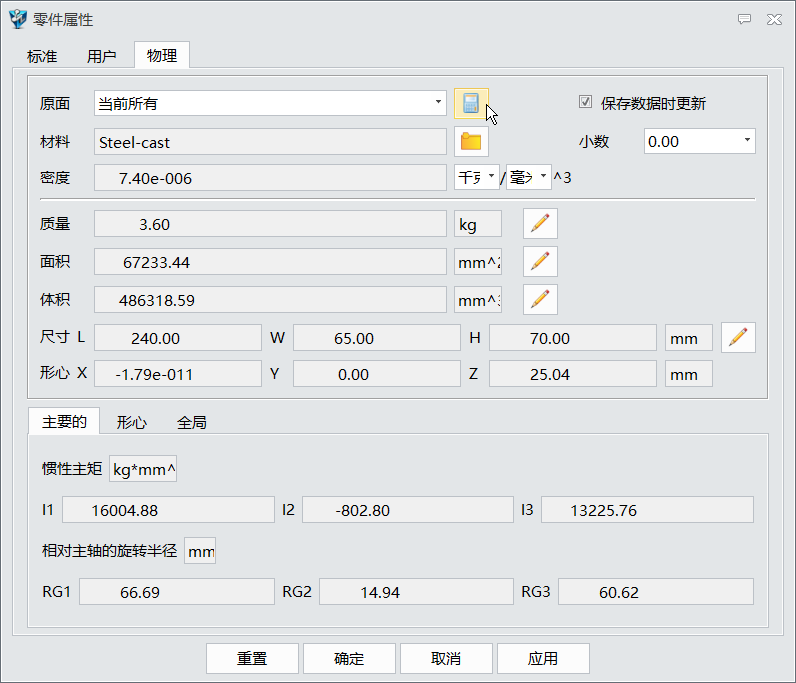 零件属性
标准 用户 物理
原面 当前所有 保存数据时更新
材料 Steel-cast 小数 0.00
密度 7.40e-006 千克 / 毫米 ^3
质量 3.60 kg
面积 67233.44 mm^2
体积 486318.59 mm^3
尺寸 L 240.00 W 65.00 H 70.00 mm
形心 X -1.79e-011 Y 0.00 Z 25.04 mm
主要的 形心 全局
惯性主矩 kg*mm^
I1 16004.88 I2 -802.80 I3 13225.76
相对主轴的旋转半径 mm
RG1 66.69 RG2 14.94 RG3 60.62
重置 确定 取消 应用